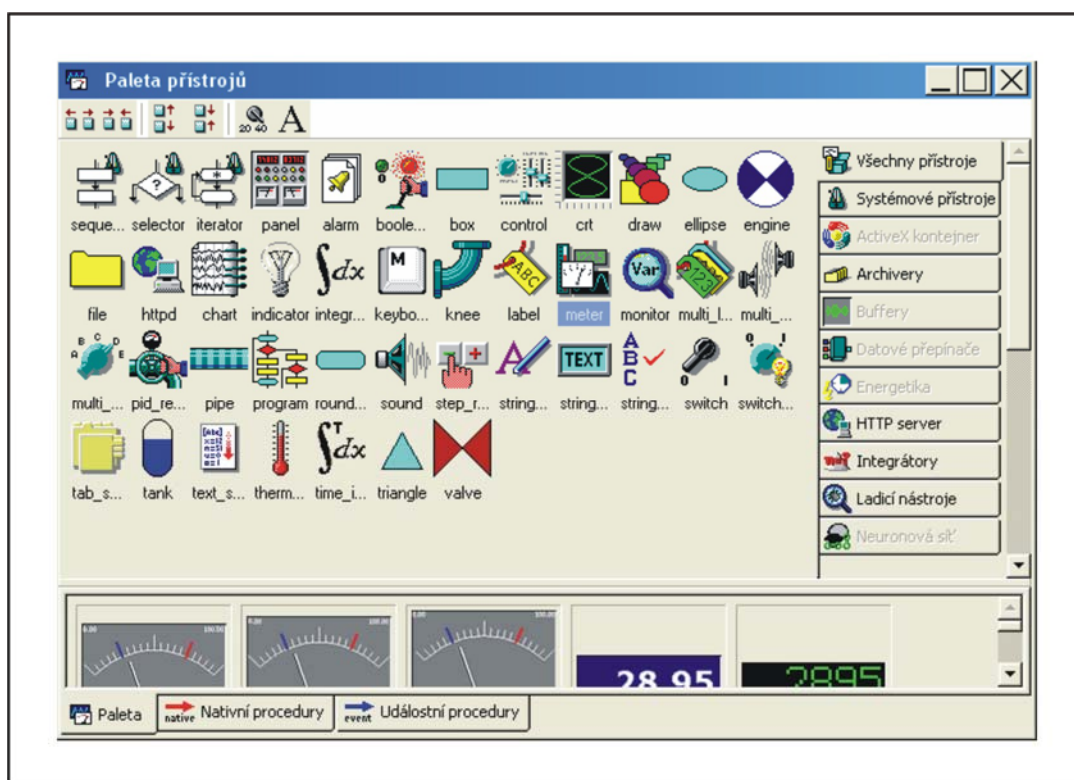 Paleta přístrojů
20 40 A
seque... selector iterator panel alarm boole... box control crt draw ellipse engine
file httpd chart indicator integr... keybo... knee label meter monitor multi_l... multi_...
multi_... pid_re... pipe program round... sound step_r... string... string... string... switch switch...
tab_s... tank text_s... therm... time_i... triangle valve
Všechny přístroje
Systémové přístroje
ActiveX kontejner
Archivery
Buffery
Datové přepínače
Energetika
HTTP server
Integrátory
Ladicí nástroje
Neuronová síť
28.95 2895
Paleta
native Nativní procedury
event Událostní procedury